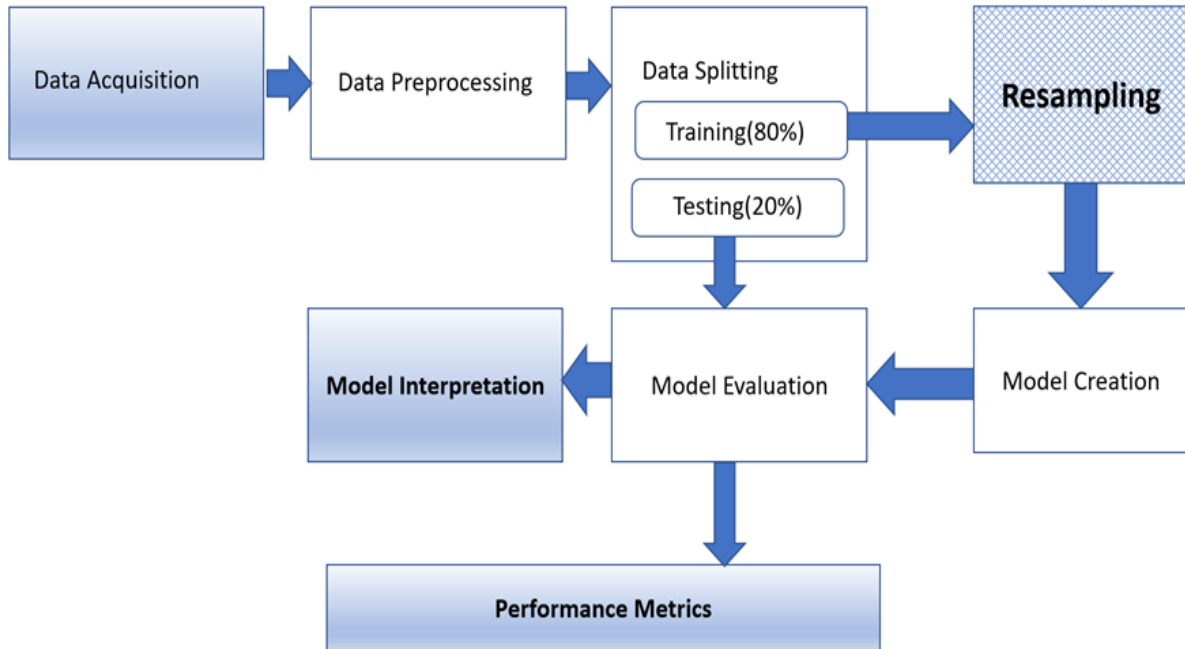 Data Acquisition
Data Preprocessing
Data Splitting
Training(80%)
Testing(20%)
Resampling
Model Interpretation
Model Evaluation
Model Creation
Performance Metrics